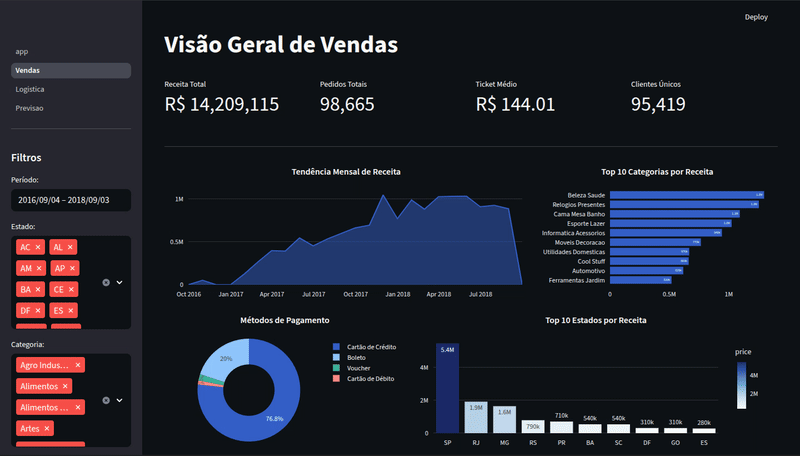 Deploy
app
Vendas
Logistica
Previsao
Filtros
Período:
2016/09/04 – 2018/09/03
Estado:
AC × AL ×
AM × AP ×
BA × CE ×
DF × ES ×
Categoria:
Agro Indus... ×
Alimentos ×
Alimentos ... ×
Artes ×
Visão Geral de Vendas
Receita Total
R$ 14,209,115
Pedidos Totais
98,665
Ticket Médio
R$ 144.01
Clientes Únicos
95,419
Tendência Mensal de Receita
1M
0.5M
0
Oct 2016 Jan 2017 Apr 2017 Jul 2017 Oct 2017 Jan 2018 Apr 2018 Jul 2018
Top 10 Categorias por Receita
Beleza Saude
Relogios Presentes
Cama Mesa Banho
Esporte Lazer
Informatica Acessorios
Moveis Decoracao
Utilidades Domesticas
Cool Stuff
Automotivo
Ferramentas Jardim
0 0.5M 1M
Métodos de Pagamento
20%
76.8%
Cartão de Crédito
Boleto
Voucher
Cartão de Débito
Top 10 Estados por Receita
4M
2M
0
5.4M 1.9M 1.6M 790k 710k 540k 540k 310k 310k 280k
SP RJ MG RS PR BA SC DF GO ES
price
4M
2M